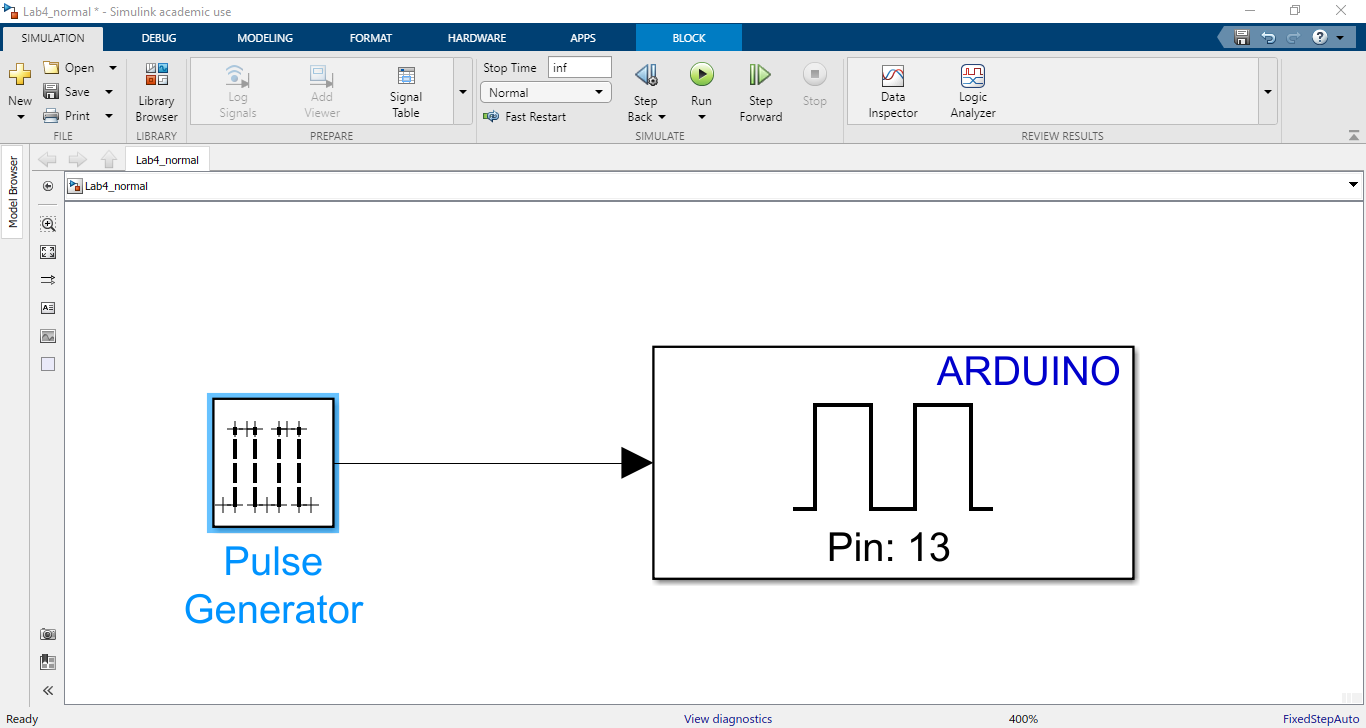 Lab4_normal * - Simulink academic use
SIMULATION DEBUG MODELING FORMAT HARDWARE APPS BLOCK
New
Open
Save
Print
FILE
Library
Browser
LIBRARY
Log
Signals
Add
Viewer
Signal
Table
PREPARE
Stop Time inf
Normal
Fast Restart
Step
Back
Run
Step
Forward
Stop
SIMULATE
Data
Inspector
Logic
Analyzer
REVIEW RESULTS
Model Browser
Lab4_normal
Lab4_normal
ARDUINO
Pin: 13
Pulse
Generator
Ready View diagnostics 400% FixedStepAuto